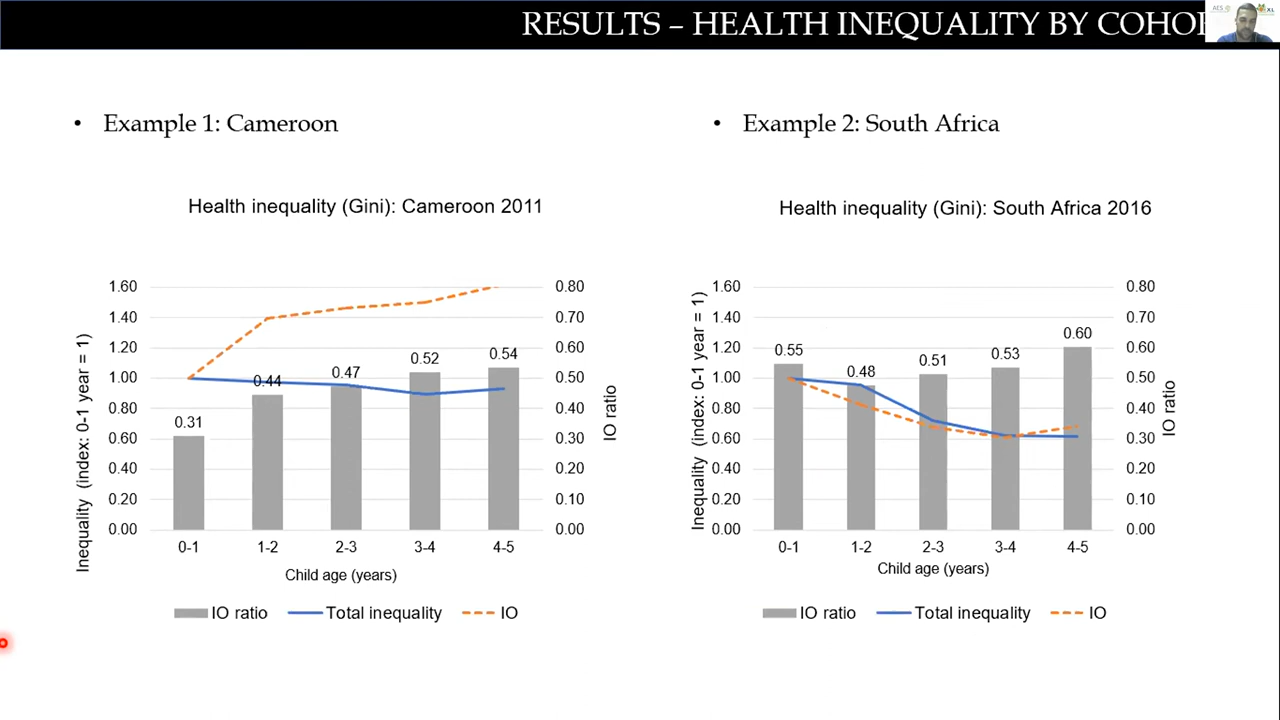 RESULTS – HEALTH INEQUALITY BY COHOR
AES
XL
• Example 1: Cameroon
Health inequality (Gini): Cameroon 2011
Inequality (index: 0-1 year = 1)
1.60
1.40
1.20
1.00
0.80
0.60
0.40
0.20
0.00
0.31
0.44
0.47
0.52
0.54
0.80
0.70
0.60
0.50
0.40
0.30
0.20
0.10
0.00
IO ratio
0-1 1-2 2-3 3-4 4-5
Child age (years)
IO ratio Total inequality IO
• Example 2: South Africa
Health inequality (Gini): South Africa 2016
Inequality (index: 0-1 year = 1)
1.60
1.40
1.20
1.00
0.80
0.60
0.40
0.20
0.00
0.55
0.48
0.51
0.53
0.60
0.80
0.70
0.60
0.50
0.40
0.30
0.20
0.10
0.00
IO ratio
0-1 1-2 2-3 3-4 4-5
Child age (years)
IO ratio Total inequality IO